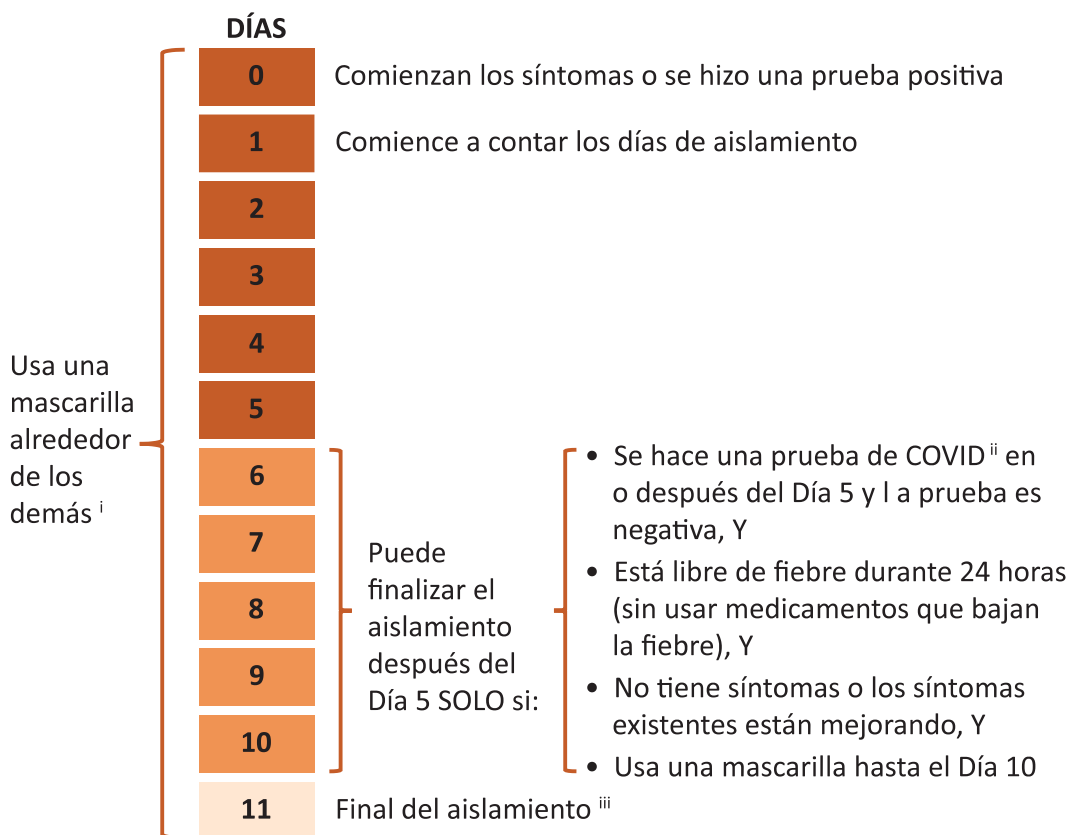 DÍAS
0
Comienzan los síntomas o se hizo una prueba positiva
1
Comience a contar los días de aislamiento
2
3
4
5
6
7
8
9
10
11
Final del aislamiento iii
Usa una
mascarilla
alrededor
de los
demás i
Puede
finalizar el
aislamiento
después del
Día 5 SOLO si:
• Se hace una prueba de COVID ii en
o después del Día 5 y l a prueba es
negativa, Y
• Está libre de fiebre durante 24 horas
(sin usar medicamentos que bajan
la fiebre), Y
• No tiene síntomas o los síntomas
existentes están mejorando, Y
• Usa una mascarilla hasta el Día 10